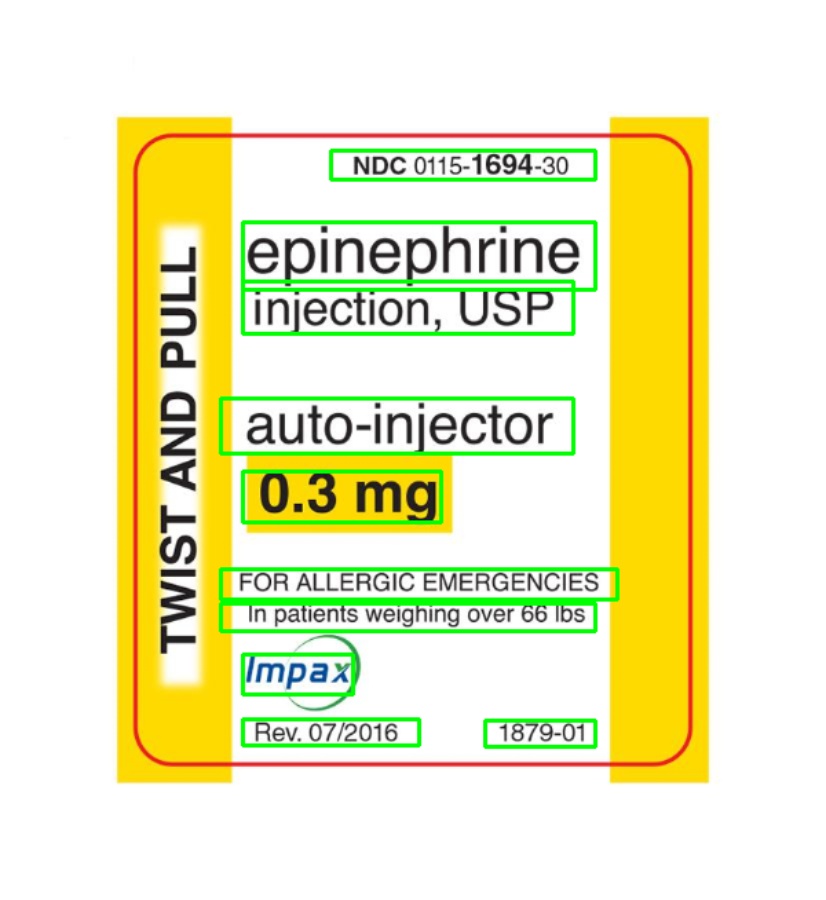 NDC 0115-1694-30
epinephrine
injection, USP
auto-injector
0.3 mg
FOR ALLERGIC EMERGENCIES
In patients weighing over 66 lbs
Impax
Rev. 07/2016 1879-01
TWIST AND PULL